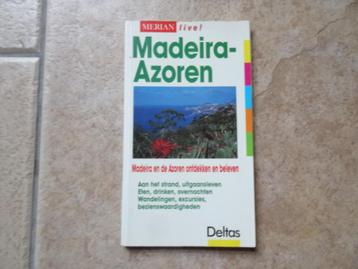 MERIAN live!
Madeira-
Azoren
Madeira en de Azoren ontdekken en beleven
Aan het strand, uitgaansleven
Eten, drinken, overnachten
Wandelingen, excursies,
bezienswaardigheden
Deltas